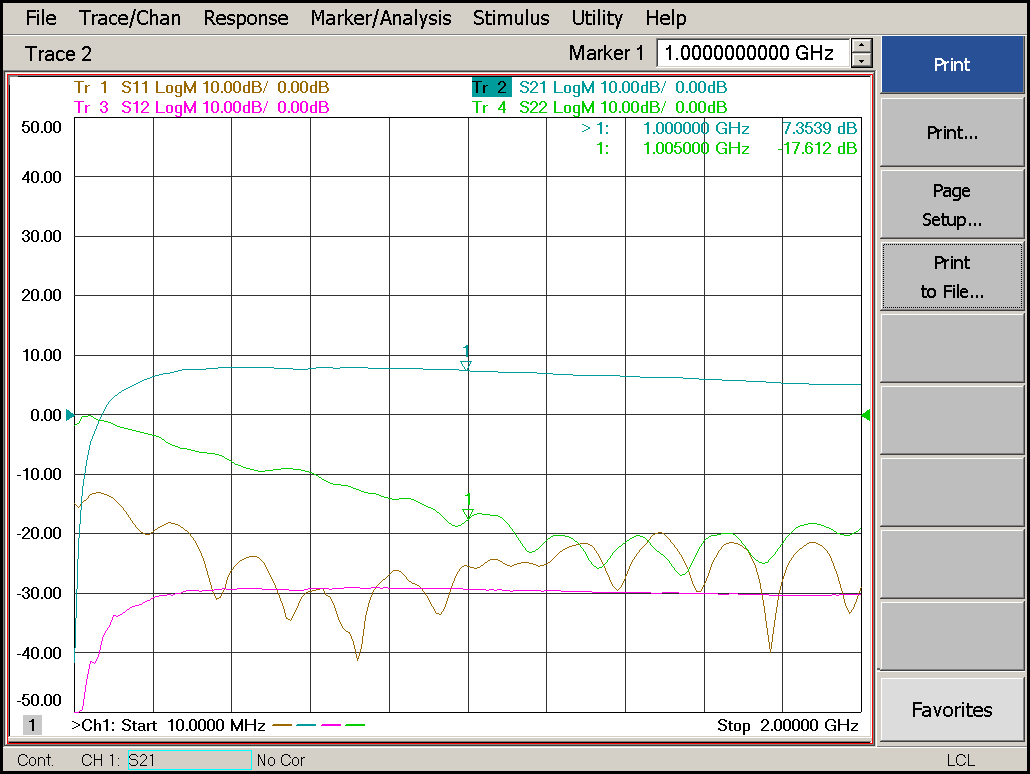 File Trace/Chan Response Marker/Analysis Stimulus Utility Help
Trace 2 Marker 1 1.0000000000 GHz
Tr 1 S11 LogM 10.00dB/ 0.00dB Tr 2 S21 LogM 10.00dB/ 0.00dB
Tr 3 S12 LogM 10.00dB/ 0.00dB Tr 4 S22 LogM 10.00dB/ 0.00dB
> 1: 1.000000 GHz 7.3539 dB
1: 1.005000 GHz -17.612 dB
50.00
40.00
30.00
20.00
10.00
0.00
-10.00
-20.00
-30.00
-40.00
-50.00
1
1
1 >Ch1: Start 10.0000 MHz Stop 2.00000 GHz
Print
Print...
Page
Setup...
Print
to File...
Favorites
Cont. CH 1: S21 No Cor LCL